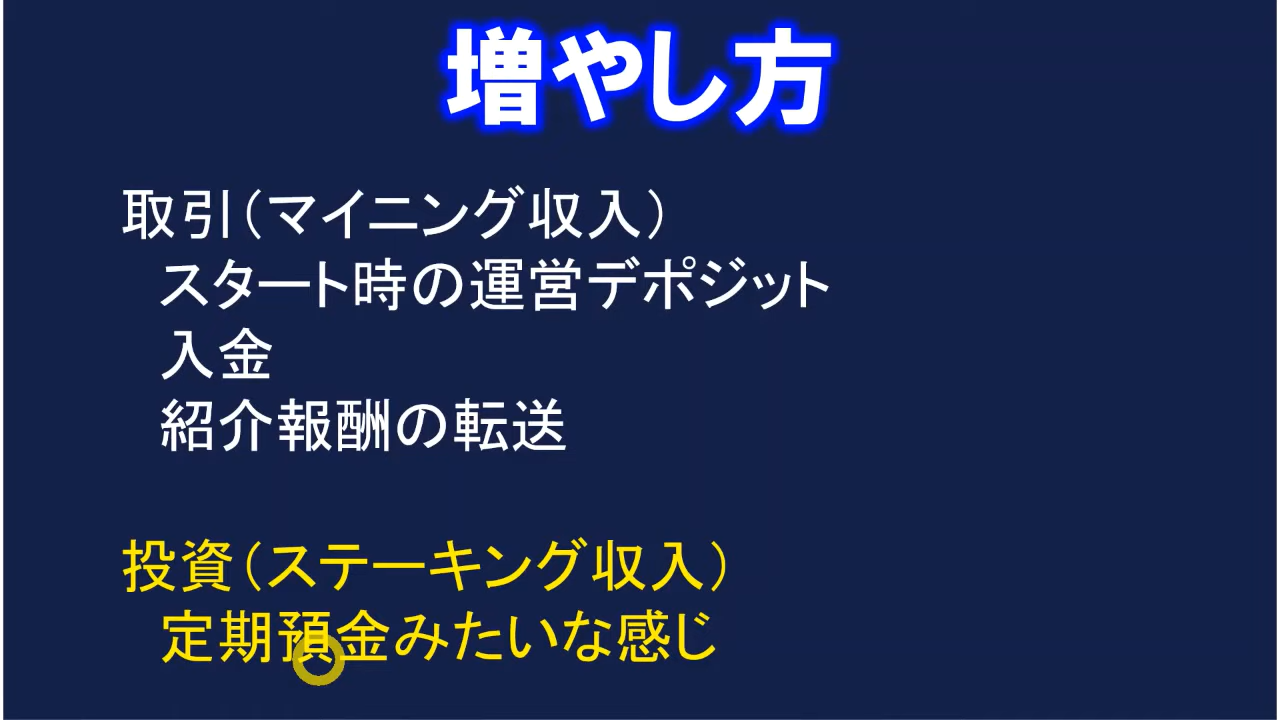 増やし方
取引(マイニング収入)
スタート時の運営デポジット
入金
紹介報酬の転送
投資(ステーキング収入)
定期預金みたいな感じ